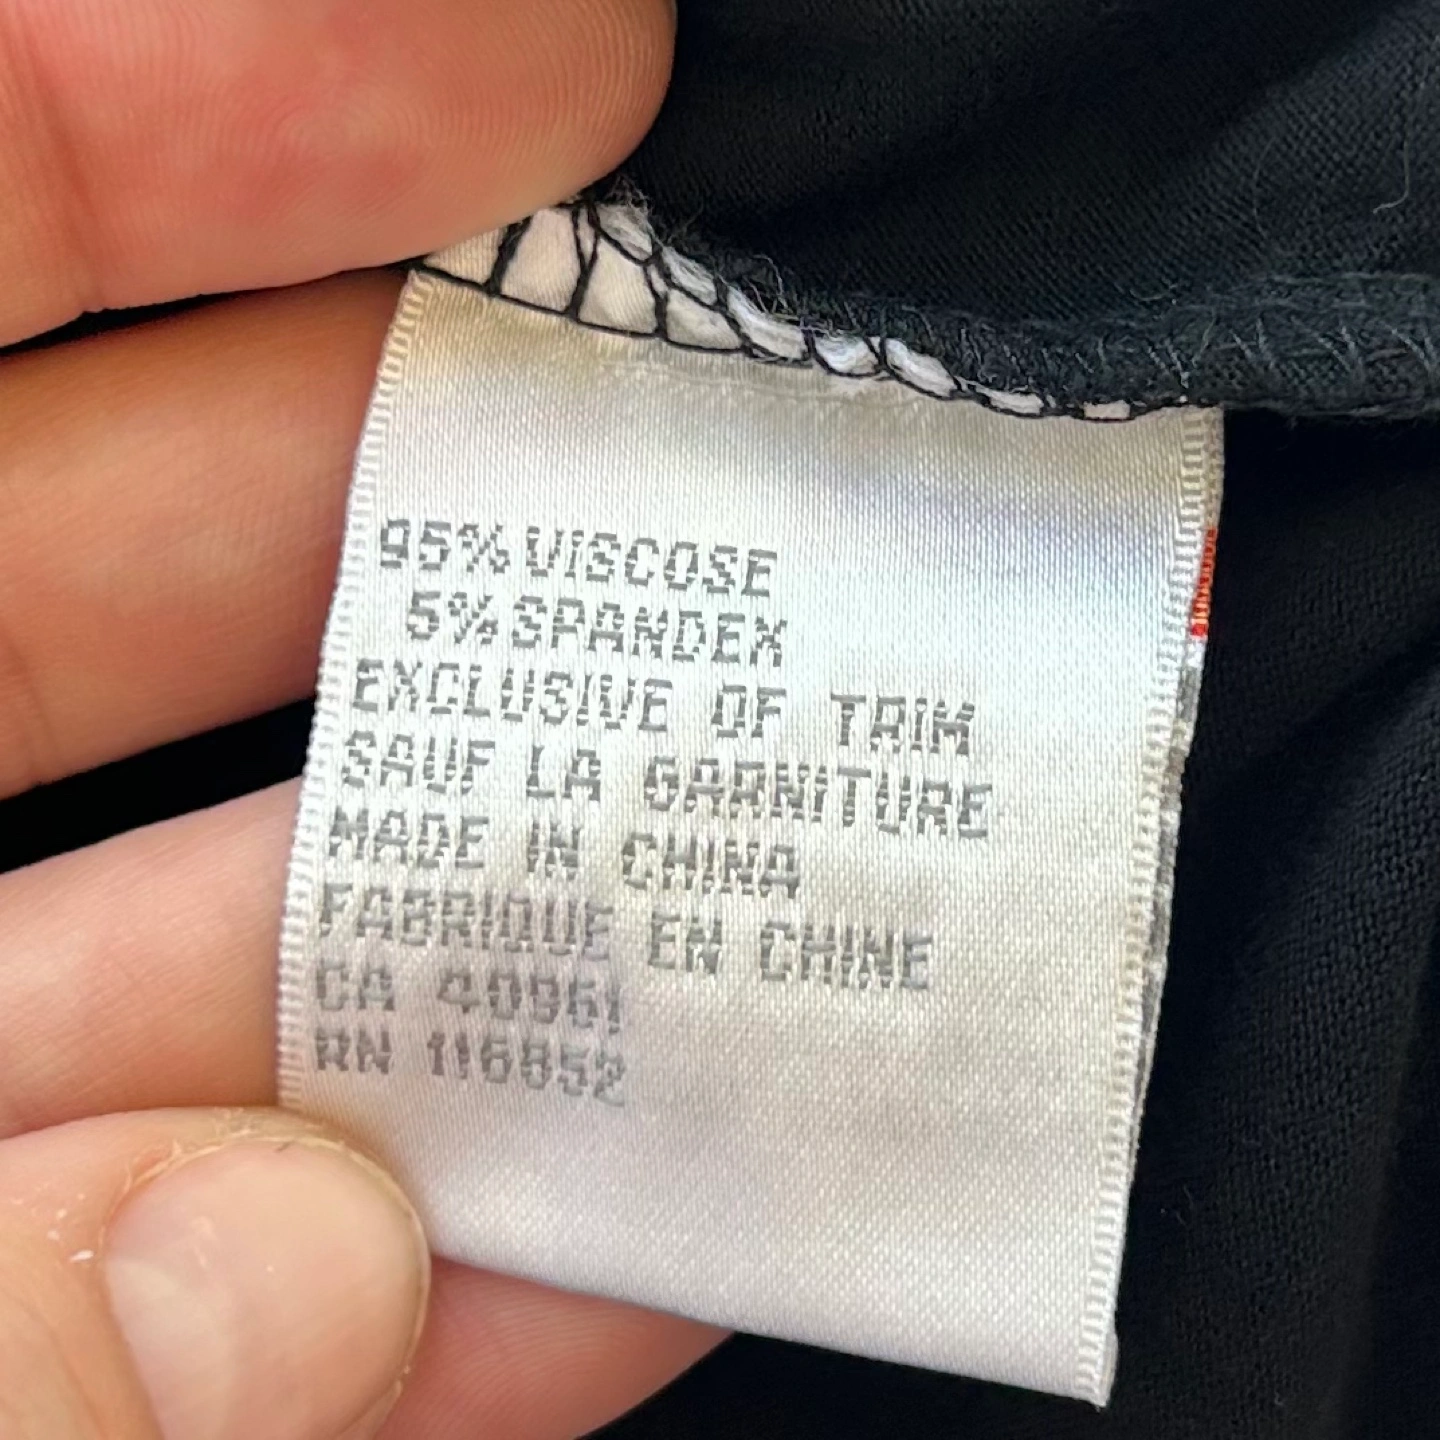 95% VISCOSE
5% SPANDEX
EXCLUSIVE OF TRIM
SAUF LA GARNITURE
MADE IN CHINA
FABRIQUE EN CHINE
CA 40961
RN 116852